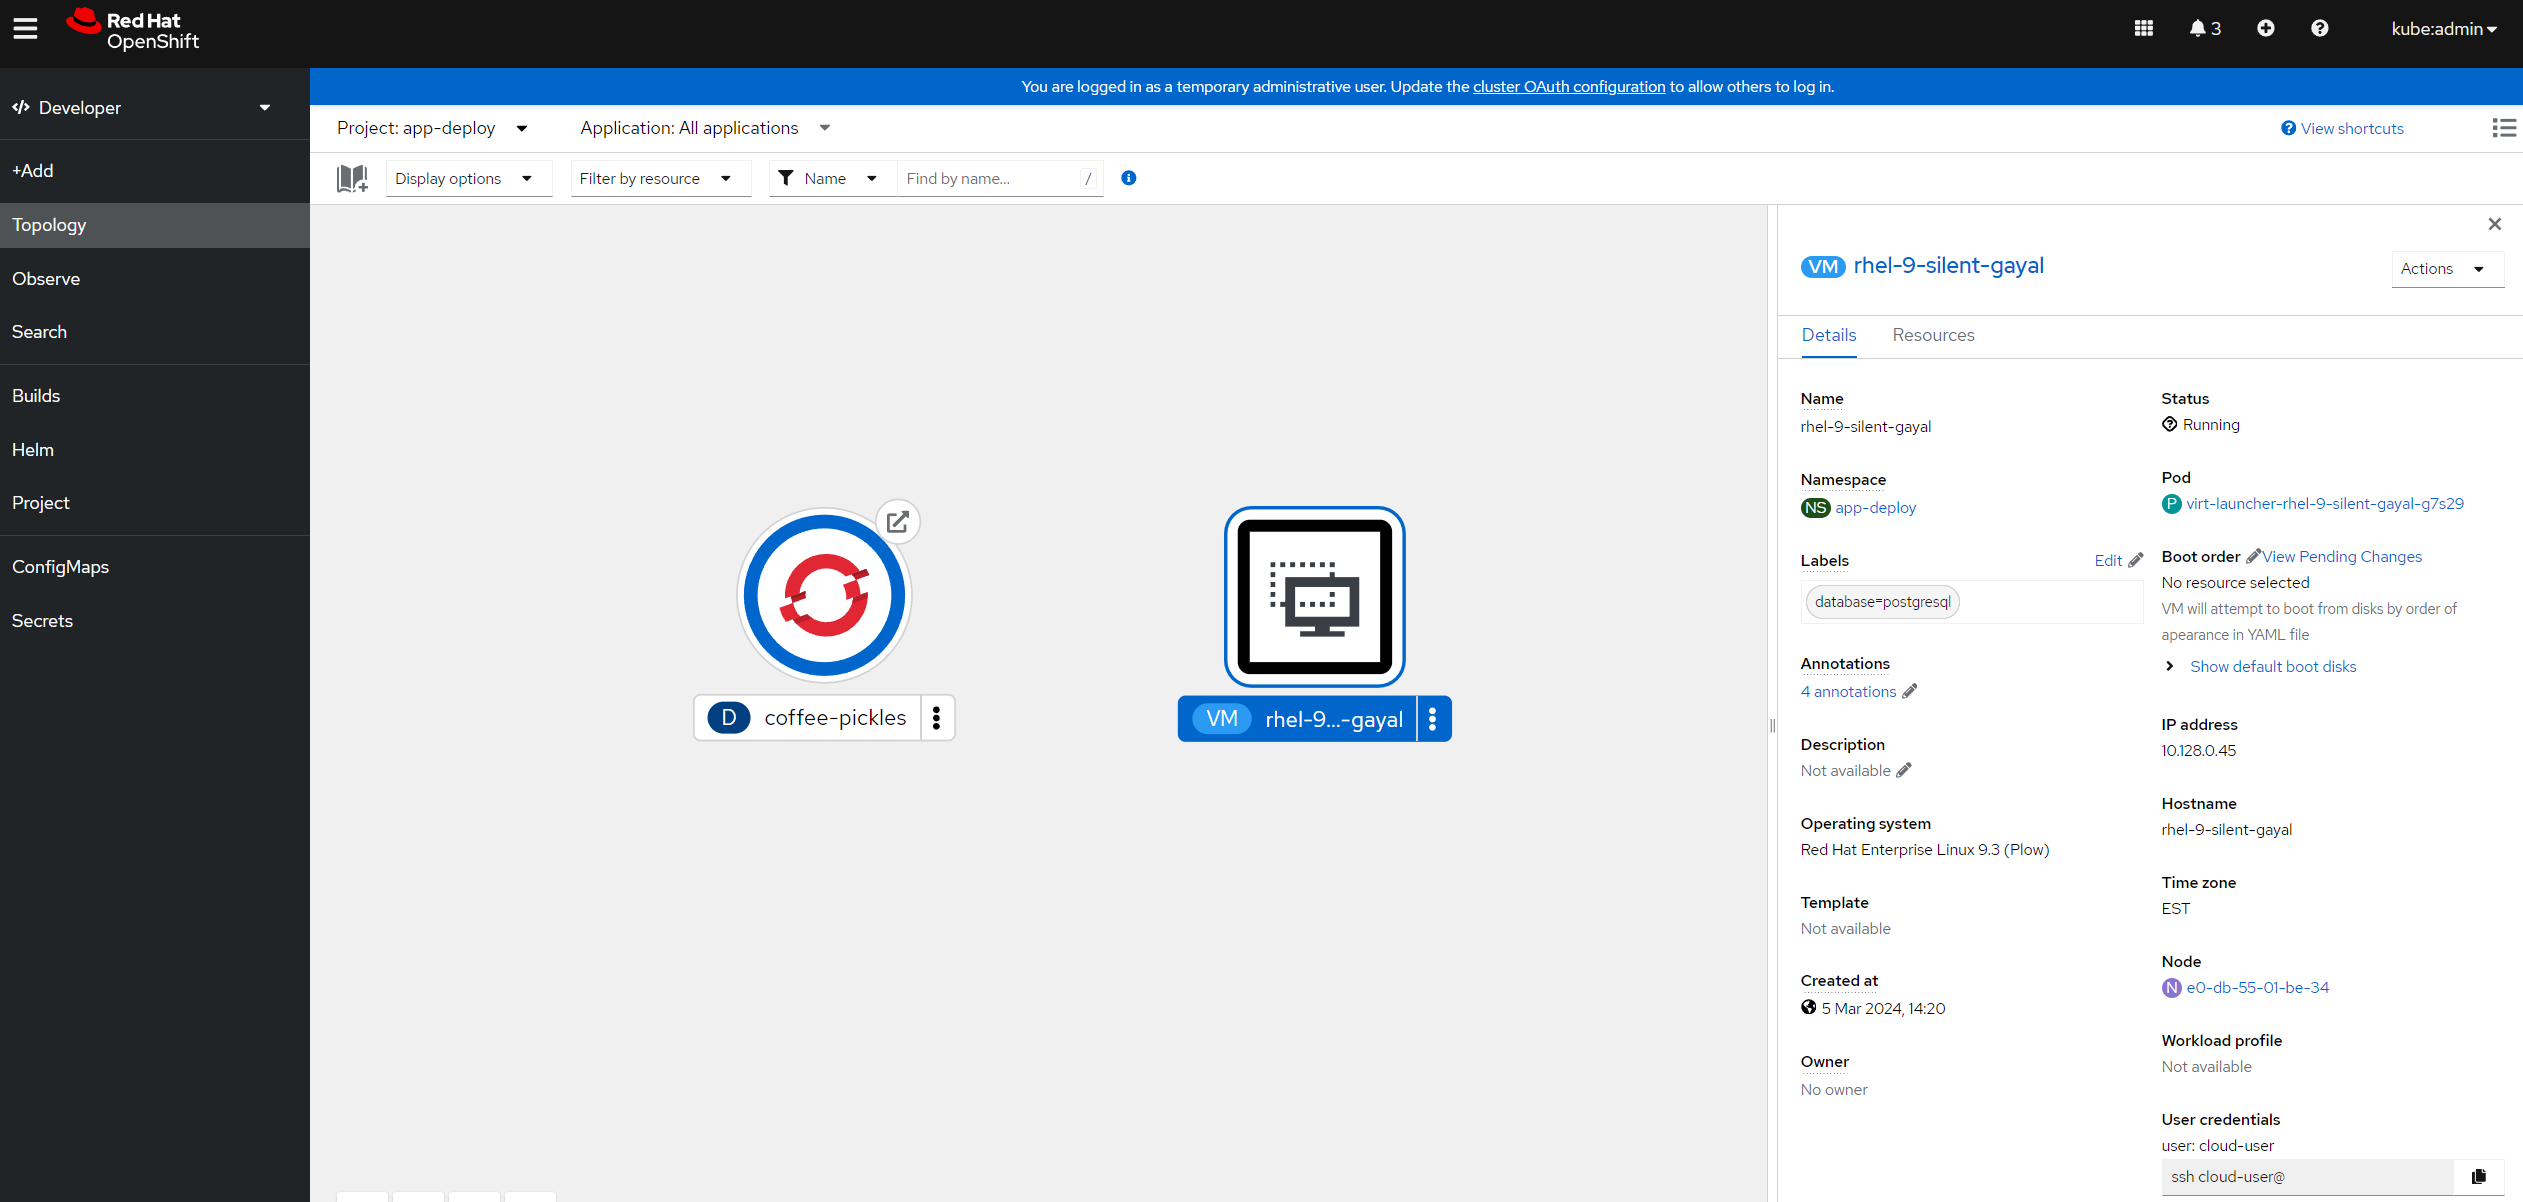 Red Hat
OpenShift
3
kube:admin
Developer
You are logged in as a temporary administrative user. Update the cluster OAuth configuration to allow others to log in.
Project: app-deploy
Application: All applications
View shortcuts
+Add
Display options
Filter by resource
Name
Find by name...
/
Topology
Observe
Search
Builds
Helm
Project
ConfigMaps
Secrets
D coffee-pickles
VM rhel-9...-gayal
VM rhel-9-silent-gayal
Actions
Details
Resources
Name
rhel-9-silent-gayal
Namespace
NS app-deploy
Labels
Edit
database=postgresql
Annotations
4 annotations
Description
Not available
Operating system
Red Hat Enterprise Linux 9.3 (Plow)
Template
Not available
Created at
5 Mar 2024, 14:20
Owner
No owner
Status
Running
Pod
P virt-launcher-rhel-9-silent-gayal-g7s29
Boot order View Pending Changes
No resource selected
VM will attempt to boot from disks by order of
apearance in YAML file
Show default boot disks
IP address
10.128.0.45
Hostname
rhel-9-silent-gayal
Time zone
EST
Node
N e0-db-55-01-be-34
Workload profile
Not available
User credentials
user: cloud-user
ssh cloud-user@